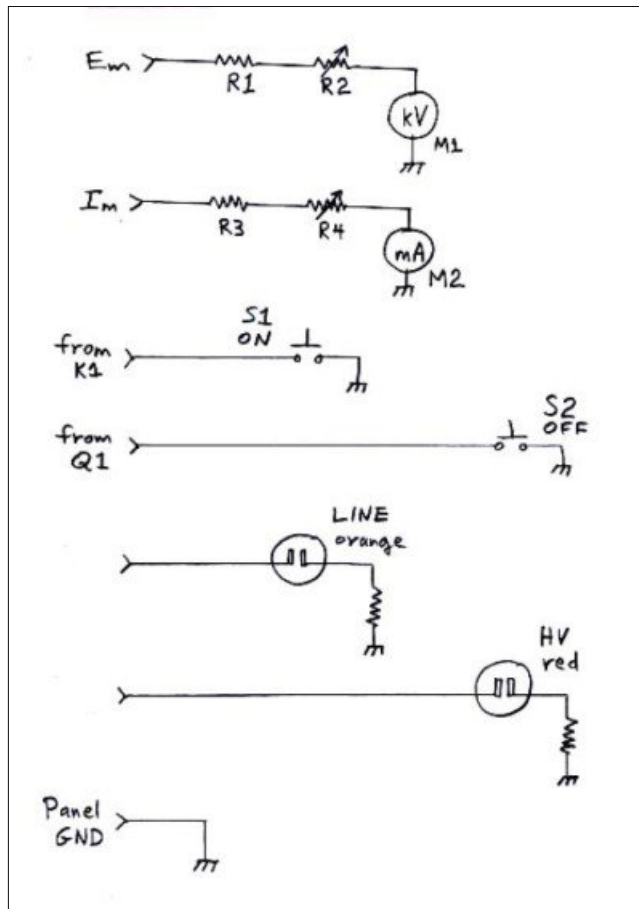 Em
R1
R2
kV
M1
Im
R3
R4
mA
M2
S1
ON
from
K1
S2
OFF
from
Q1
LINE
orange
HV
red
Panel
GND